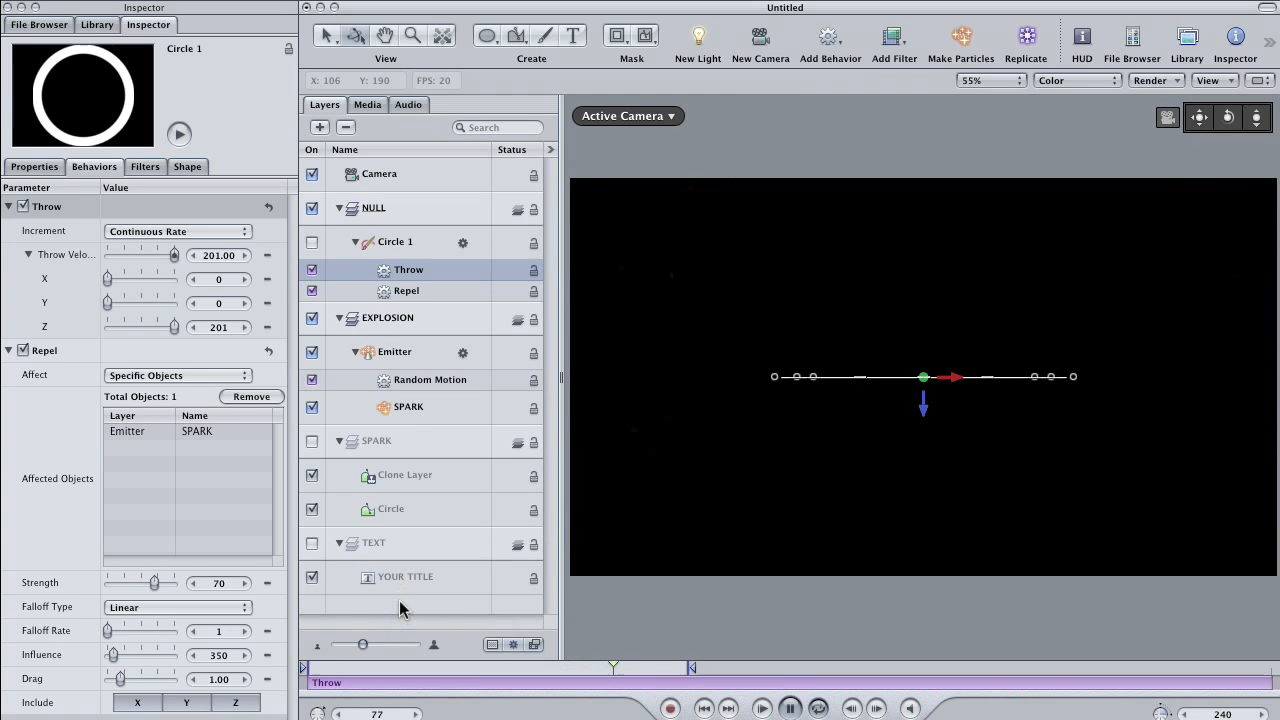 Inspector
Untitled
File Browser
Library
Inspector
Circle 1
View
Create
Mask
New Light
New Camera
Add Behavior
Add Filter
Make Particles
Replicate
HUD
File Browser
Library
Inspector
X: 106 Y: 190 FPS: 20
55%
Color
Render
View
Layers
Media
Audio
Search
Active Camera
On
Name
Status
Properties
Behaviors
Filters
Shape
Parameter
Value
Throw
Increment
Continuous Rate
Throw Velo...
201.00
X
0
Y
0
Z
201
Repel
Affect
Specific Objects
Total Objects: 1
Remove
Layer
Name
Emitter
SPARK
Affected Objects
Strength
70
Falloff Type
Linear
Falloff Rate
1
Influence
350
Drag
1.00
Include
X
Y
Z
Camera
NULL
Circle 1
Throw
Repel
EXPLOSION
Emitter
Random Motion
SPARK
SPARK
Clone Layer
Circle
TEXT
YOUR TITLE
Throw
77
240